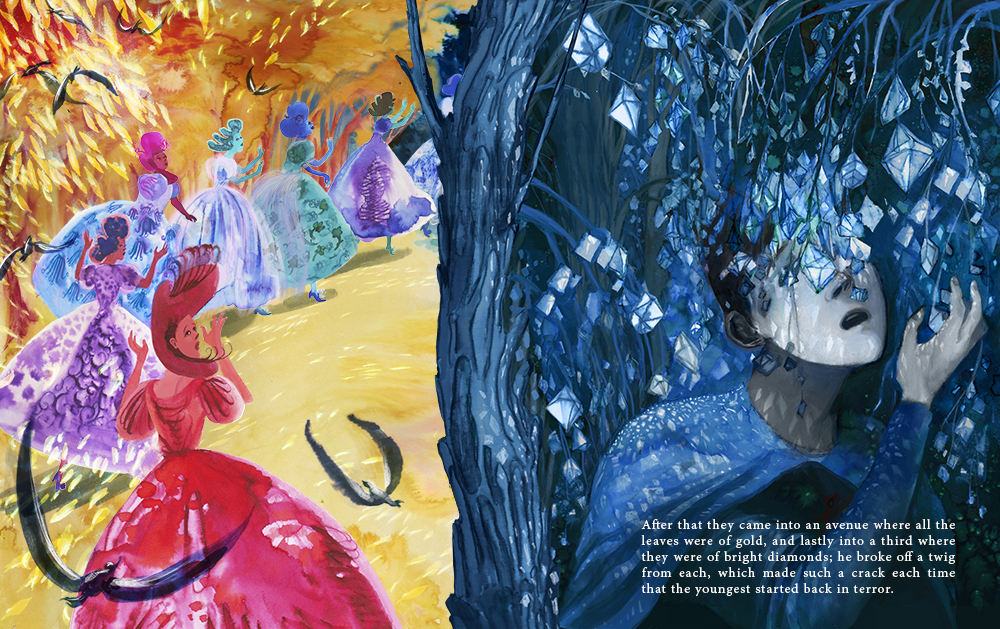 After that they came into an avenue where all the
leaves were of gold, and lastly into a third where
they were of bright diamonds; he broke off a twig
from each, which made such a crack each time
that the youngest started back in terror.